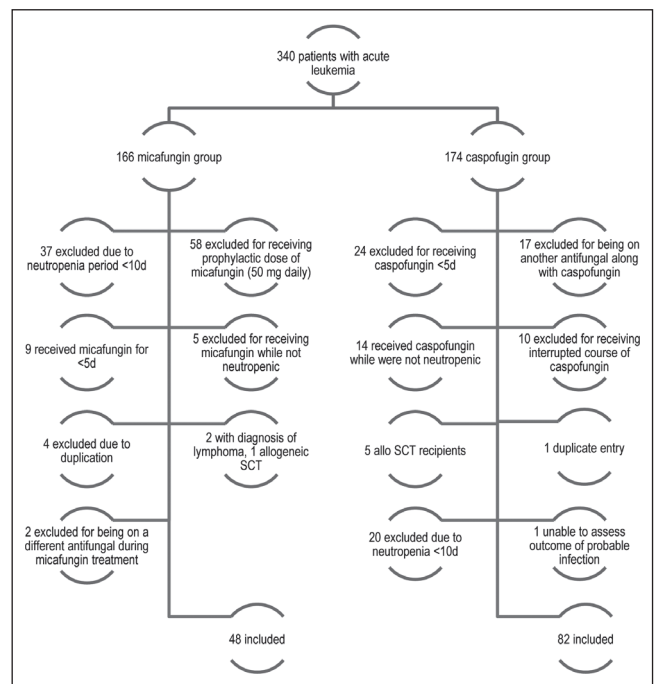 340 patients with acute
leukemia
166 micafungin group
174 caspofugin group
37 excluded due to
neutropenia period <10d
58 excluded for receiving
prophylactic dose of
micafungin (50 mg daily)
24 excluded for receiving
caspofungin <5d
17 excluded for being on
another antifungal along
with caspofungin
9 received micafungin for
<5d
5 excluded for receiving
micafungin while not
neutropenic
14 received caspofungin
while were not neutropenic
10 excluded for receiving
interrupted course of
caspofungin
4 excluded due to
duplication
2 with diagnosis of
lymphoma, 1 allogeneic
SCT
5 allo SCT recipients
1 duplicate entry
2 excluded for being on a
different antifungal during
micafungin treatment
20 excluded due to
neutropenia <10d
1 unable to assess
outcome of probable
infection
48 included
82 included